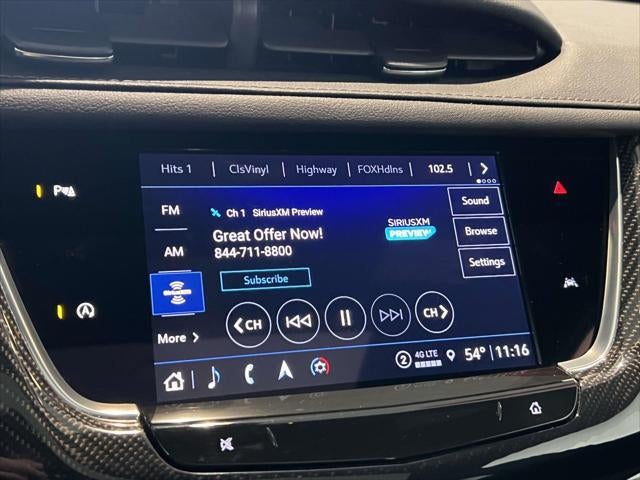 Hits 1 | ClsVinyl | Highway | FOXHdlns | 102.5
FM
Ch 1 SiriusXM Preview
SIRIUSXM
PREVIEW
Sound
Great Offer Now!
844-711-8800
AM
Browse
Subscribe
Settings
CH
CH
More
2 4G LTE 54° 11:16
P
A